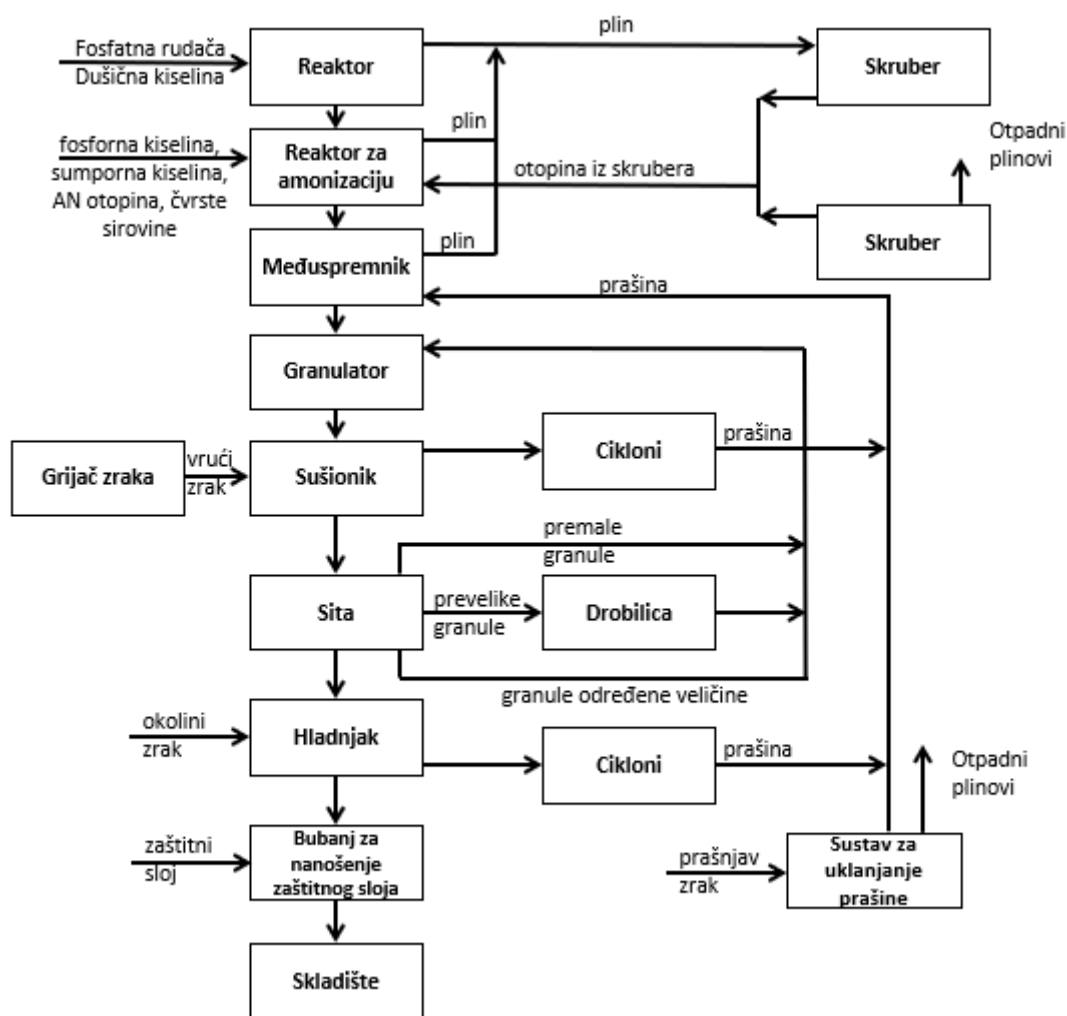 plin
Fosfatna rudača
Dušična kiselina
Reaktor
Skruber
plin
fosforna kiselina,
sumporna kiselina,
AN otopina, čvrste
sirovine
Reaktor za
amonizaciju
otopina iz skrubera
Otpadni
plinovi
Skruber
plin
Međuspremnik
prašina
Granulator
Grijač zraka
vrući
zrak
Sušionik
Cikloni
prašina
premale
granule
Sita
prevelike
granule
Drobilica
granule određene veličine
okolini
zrak
Hladnjak
Cikloni
prašina
Otpadni
plinovi
zaštitni
sloj
Bubanj za
nanošenje
zaštitnog sloja
prašnjav
zrak
Sustav za
uklanjanje
prašine
Skladište